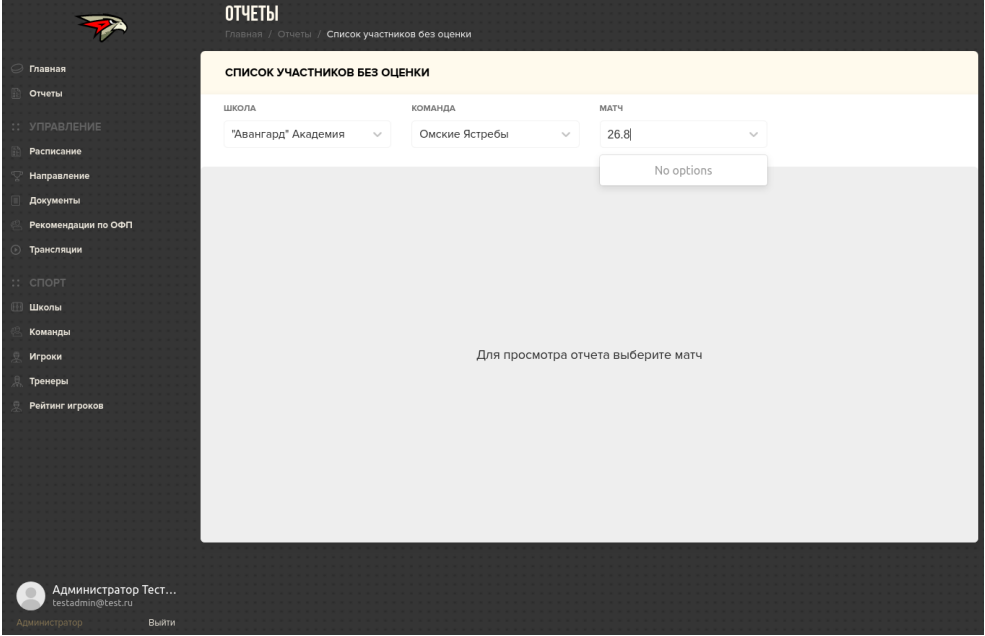 ОТЧЕТЫ
Главная / Отчеты / Список участников без оценки
Главная
Отчеты
УПРАВЛЕНИЕ
Расписание
Направление
Документы
Рекомендации по ОФП
Трансляции
СПОРТ
Школы
Команды
Игроки
Тренеры
Рейтинг игроков
Администратор Тест...
testadmin@test.ru
Администратор Выйти
СПИСОК УЧАСТНИКОВ БЕЗ ОЦЕНКИ
ШКОЛА КОМАНДА МАТЧ
"Авангард" Академия Омские Ястребы 26.8
No options
Для просмотра отчета выберите матч